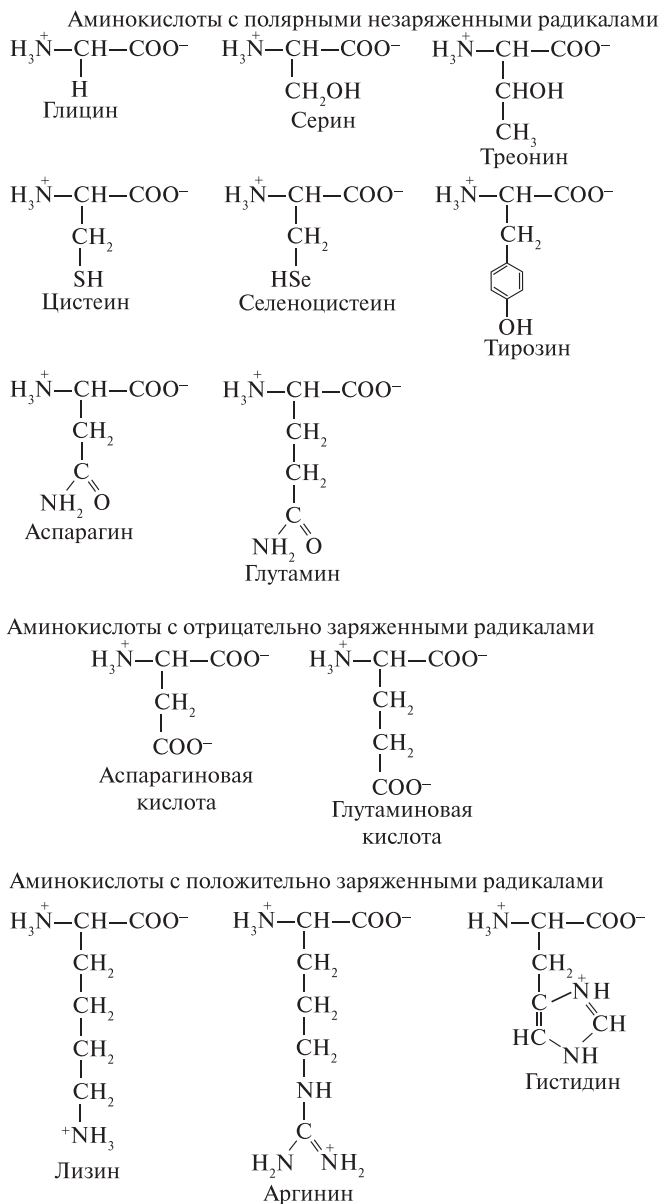 Аминокислоты с полярными незаряженными радикалами
H₃N⁺—CH—COO⁻ H₃N⁺—CH—COO⁻ H₃N⁺—CH—COO⁻
H CH₂OH CHOH
CH₃
Глицин Серин Треонин
H₃N⁺—CH—COO⁻ H₃N⁺—CH—COO⁻ H₃N⁺—CH—COO⁻
CH₂ CH₂ CH₂
SH HSe OH
Цистеин Селеноцистеин Тирозин
H₃N⁺—CH—COO⁻ H₃N⁺—CH—COO⁻
CH₂ CH₂
C CH₂
NH₂ O C
Аспарагин NH₂ O
Глутамин
Аминокислоты с отрицательно заряженными радикалами
H₃N⁺—CH—COO⁻ H₃N⁺—CH—COO⁻
CH₂ CH₂
COO⁻ CH₂
Аспарагиновая COO⁻
кислота Глутаминовая
кислота
Аминокислоты с положительно заряженными радикалами
H₃N⁺—CH—COO⁻ H₃N⁺—CH—COO⁻ H₃N⁺—CH—COO⁻
CH₂ CH₂ CH₂
CH₂ CH₂ C N⁺H
CH₂ CH₂ HC CH
CH₂ NH NH
⁺NH₃ C Гистидин
Лизин H₂N N⁺H₂
Аргинин